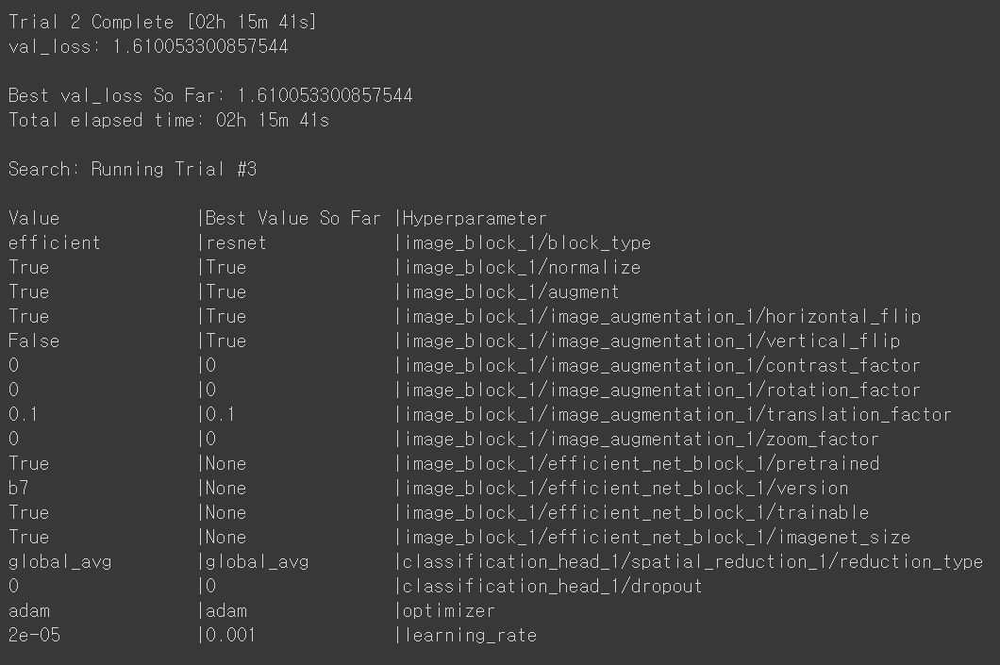 Trial 2 Complete [02h 15m 41s]
val_loss: 1.610053300857544
Best val_loss So Far: 1.610053300857544
Total elapsed time: 02h 15m 41s
Search: Running Trial #3
Value |Best Value So Far |Hyperparameter
efficient |resnet |image_block_1/block_type
True |True |image_block_1/normalize
True |True |image_block_1/augment
True |True |image_block_1/image_augmentation_1/horizontal_flip
False |True |image_block_1/image_augmentation_1/vertical_flip
0 |0 |image_block_1/image_augmentation_1/contrast_factor
0 |0 |image_block_1/image_augmentation_1/rotation_factor
0.1 |0.1 |image_block_1/image_augmentation_1/translation_factor
0 |0 |image_block_1/image_augmentation_1/zoom_factor
True |None |image_block_1/efficient_net_block_1/pretrained
b7 |None |image_block_1/efficient_net_block_1/version
True |None |image_block_1/efficient_net_block_1/trainable
True |None |image_block_1/efficient_net_block_1/imagenet_size
global_avg |global_avg |classification_head_1/spatial_reduction_1/reduction_type
0 |0 |classification_head_1/dropout
adam |adam |optimizer
2e-05 |0.001 |learning_rate